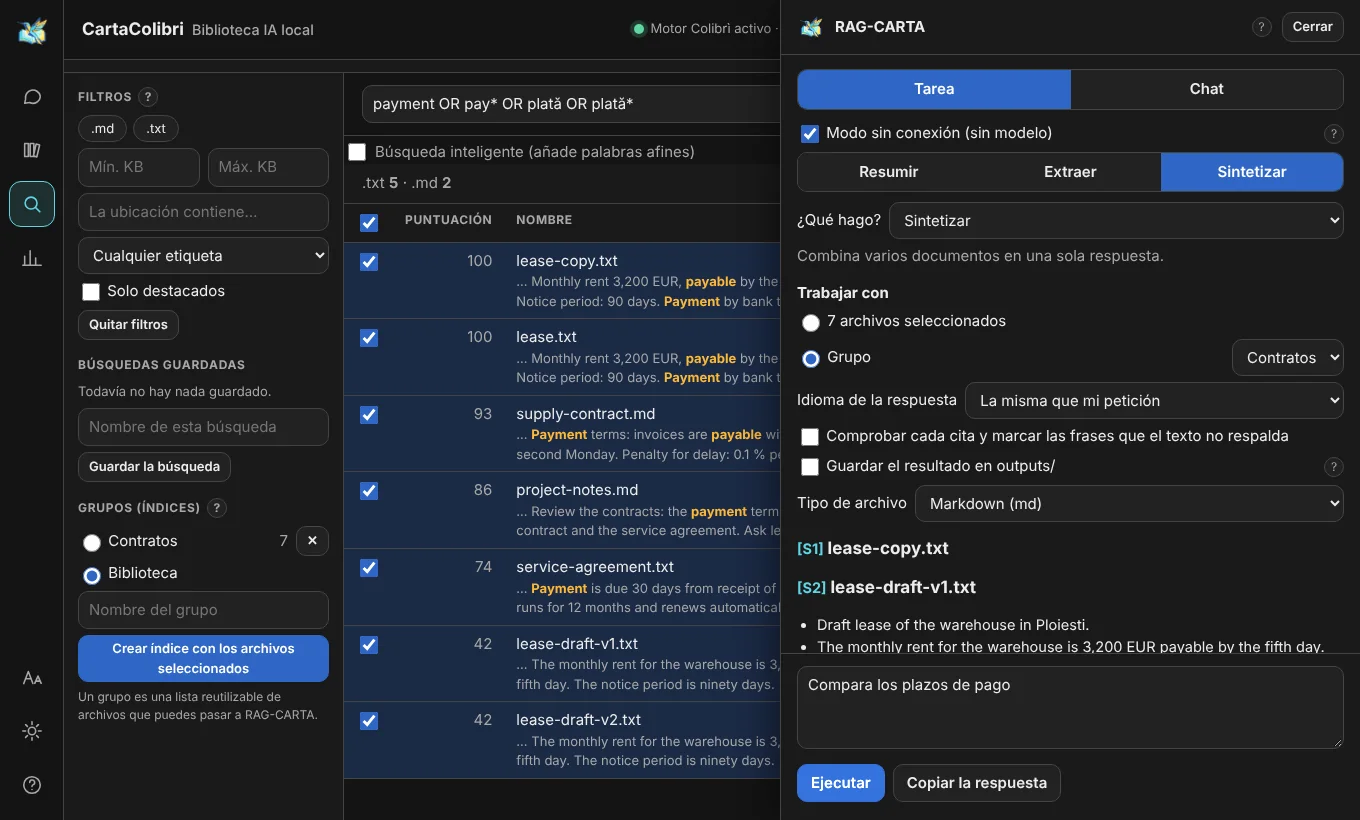 CartaColibri Biblioteca IA local
Motor Colibrì activo ·
FILTROS ?
.md .txt
Mín. KB Máx. KB
La ubicación contiene...
Cualquier etiqueta
Solo destacados
Quitar filtros
BÚSQUEDAS GUARDADAS
Todavía no hay nada guardado.
Nombre de esta búsqueda
Guardar la búsqueda
GRUPOS (ÍNDICES) ?
Contratos 7 ×
Biblioteca
Nombre del grupo
Crear índice con los archivos
seleccionados
Un grupo es una lista reutilizable de
archivos que puedes pasar a RAG-CARTA.
AA
?
payment OR pay* OR plată OR plată*
Búsqueda inteligente (añade palabras afines)
.txt 5 · .md 2
PUNTUACIÓN NOMBRE
100 lease-copy.txt
... Monthly rent 3,200 EUR, payable by the
Notice period: 90 days. Payment by bank t
100 lease.txt
... Monthly rent 3,200 EUR, payable by the
Notice period: 90 days. Payment by bank t
93 supply-contract.md
... Payment terms: invoices are payable wi
second Monday. Penalty for delay: 0.1 % pe
86 project-notes.md
... Review the contracts: the payment term
contract and the service agreement. Ask le
74 service-agreement.txt
... Payment is due 30 days from receipt of
runs for 12 months and renews automatical
42 lease-draft-v1.txt
... The monthly rent for the warehouse is 3,
fifth day. The notice period is ninety days.
42 lease-draft-v2.txt
... The monthly rent for the warehouse is 3,
fifth day. The notice period is ninety days.
RAG-CARTA ? Cerrar
Tarea Chat
Modo sin conexión (sin modelo) ?
Resumir Extraer Sintetizar
¿Qué hago? Sintetizar
Combina varios documentos en una sola respuesta.
Trabajar con
7 archivos seleccionados
Grupo Contratos
Idioma de la respuesta La misma que mi petición
Comprobar cada cita y marcar las frases que el texto no respalda
Guardar el resultado en outputs/ ?
Tipo de archivo Markdown (md)
[S1] lease-copy.txt
[S2] lease-draft-v1.txt
• Draft lease of the warehouse in Ploiesti.
• The monthly rent for the warehouse is 3,200 EUR payable by the fifth day.
Compara los plazos de pago
Ejecutar Copiar la respuesta